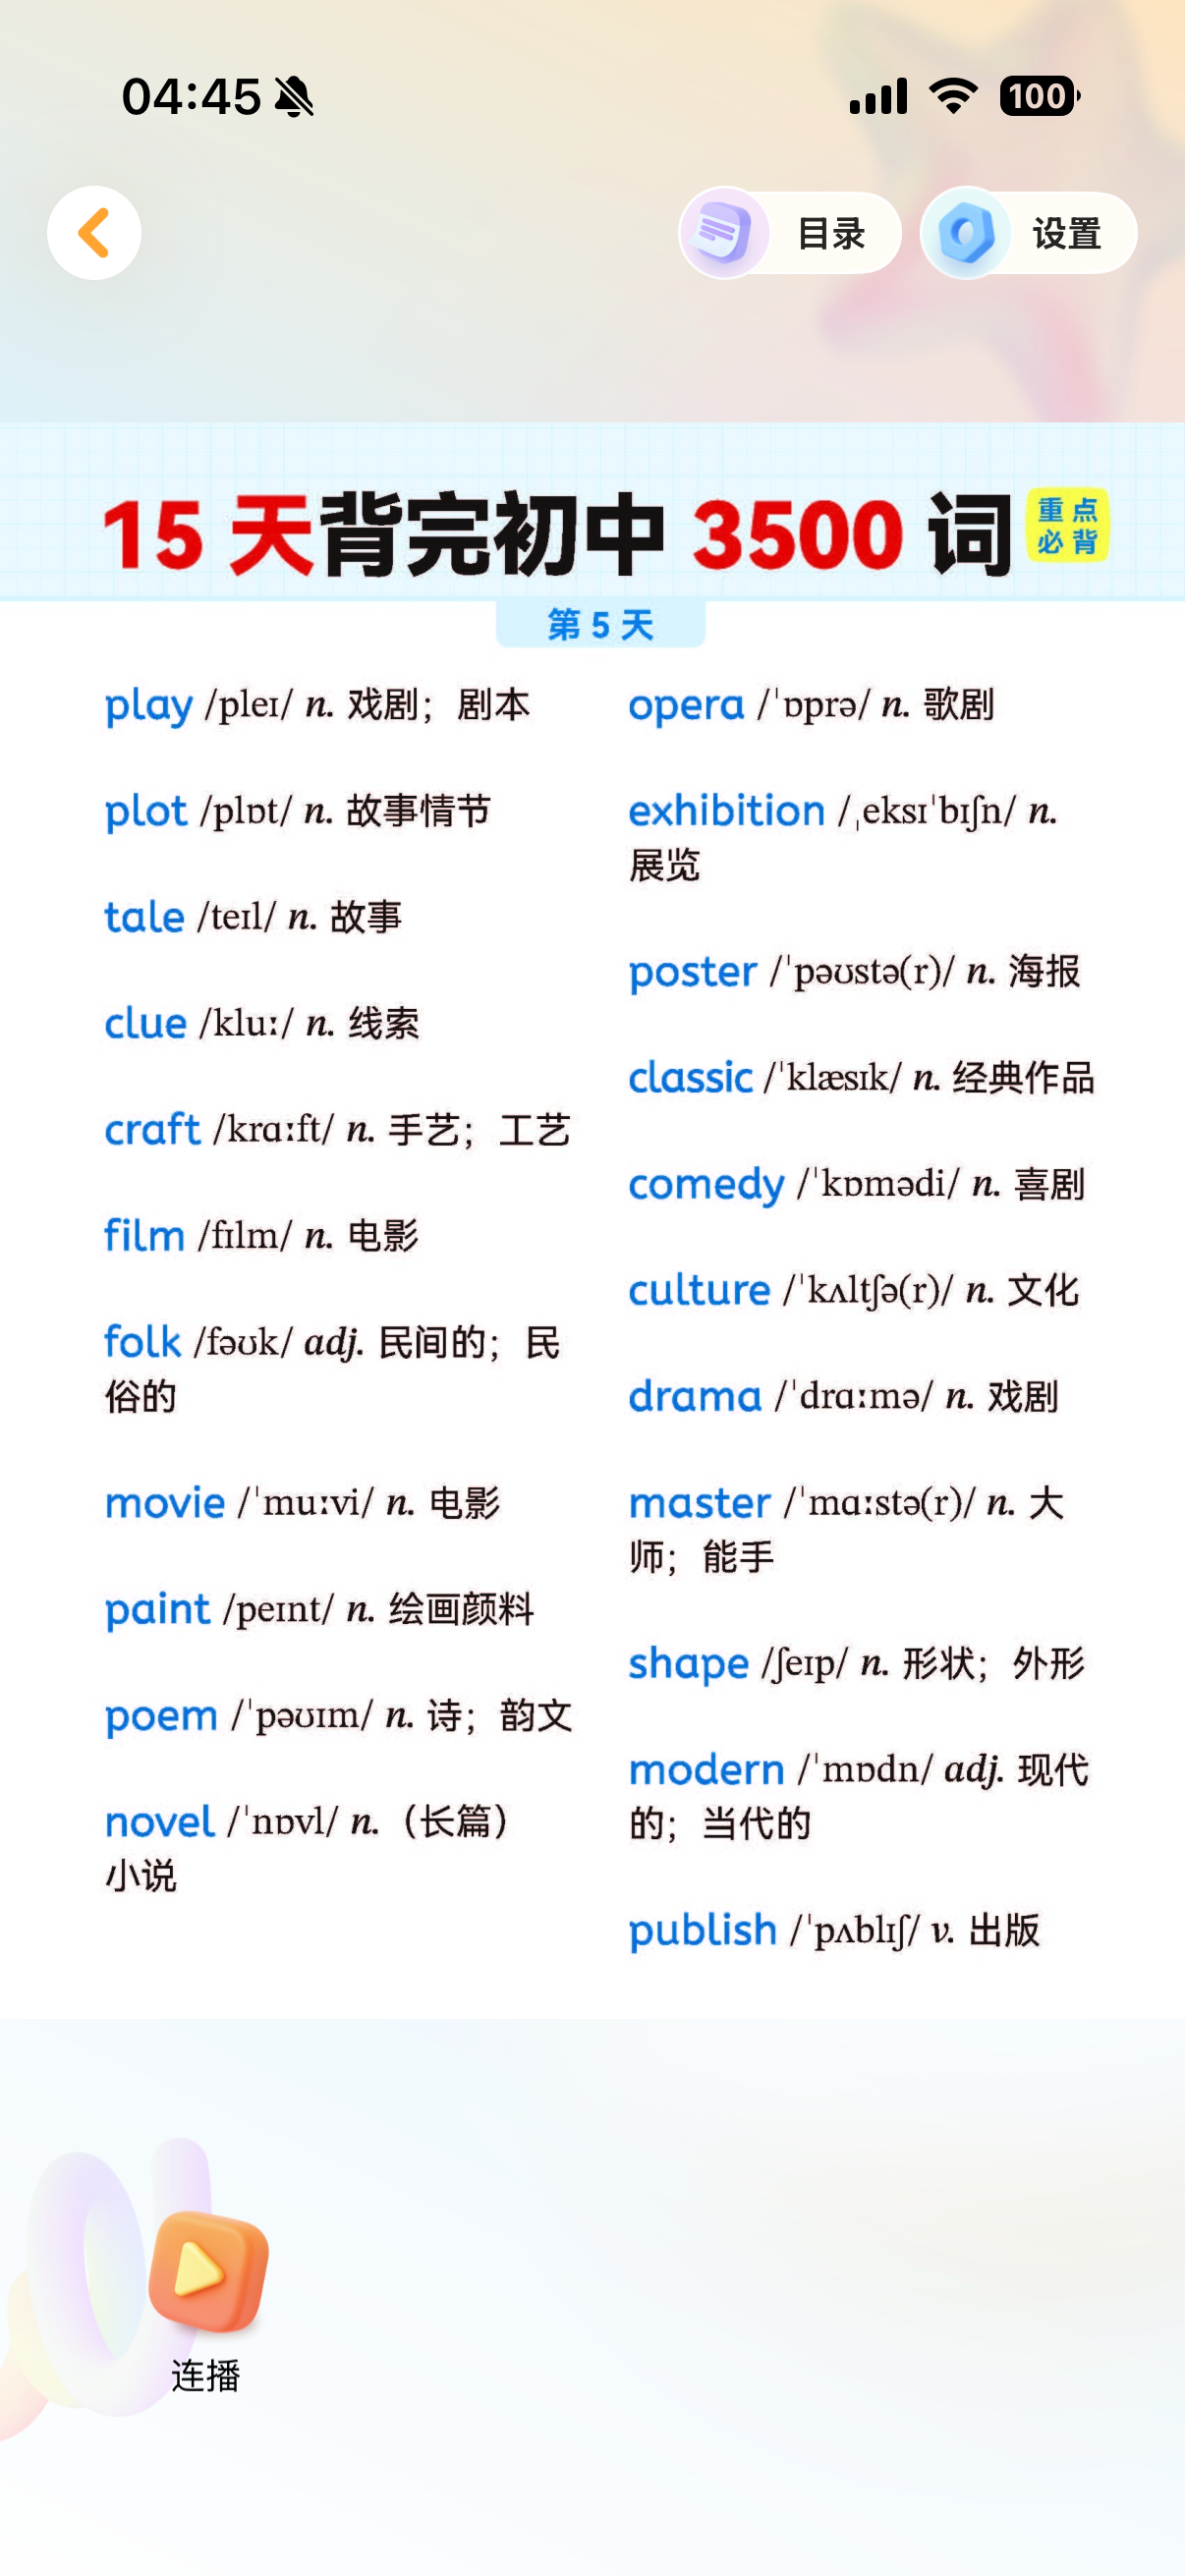 04:45
100
目录
设置
15 天背完初中 3500 词
重点
必背
第 5 天
play /pleɪ/ n. 戏剧；剧本
plot /plɒt/ n. 故事情节
tale /teɪl/ n. 故事
clue /kluː/ n. 线索
craft /krɑːft/ n. 手艺；工艺
film /fɪlm/ n. 电影
folk /fəʊk/ adj. 民间的；民
俗的
movie /ˈmuːvi/ n. 电影
paint /peɪnt/ n. 绘画颜料
poem /ˈpəʊɪm/ n. 诗；韵文
novel /ˈnɒvl/ n.（长篇）
小说
opera /ˈɒprə/ n. 歌剧
exhibition /ˌeksɪˈbɪʃn/ n.
展览
poster /ˈpəʊstə(r)/ n. 海报
classic /ˈklæsɪk/ n. 经典作品
comedy /ˈkɒmədi/ n. 喜剧
culture /ˈkʌltʃə(r)/ n. 文化
drama /ˈdrɑːmə/ n. 戏剧
master /ˈmɑːstə(r)/ n. 大
师；能手
shape /ʃeɪp/ n. 形状；外形
modern /ˈmɒdn/ adj. 现代
的；当代的
publish /ˈpʌblɪʃ/ v. 出版
连播